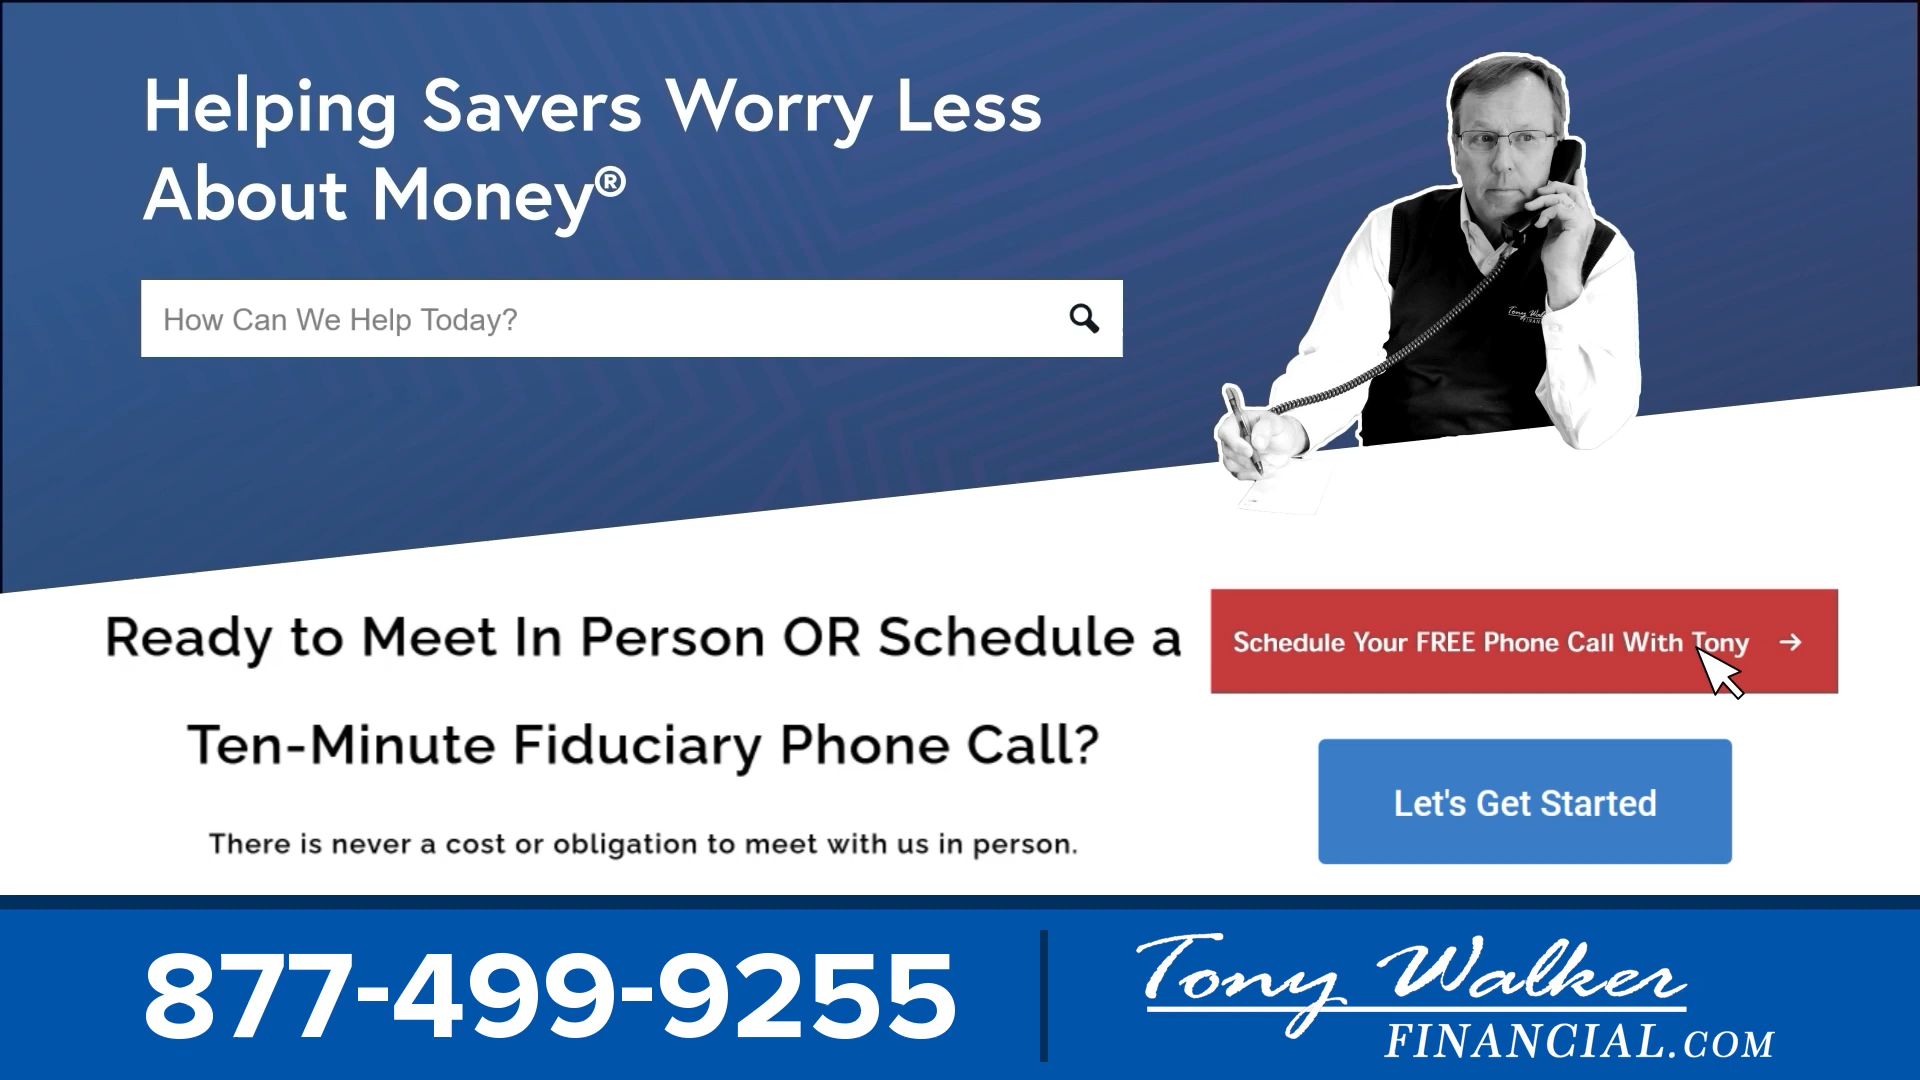 Helping Savers Worry Less
About Money®
How Can We Help Today?
Ready to Meet In Person OR Schedule a
Ten-Minute Fiduciary Phone Call?
There is never a cost or obligation to meet with us in person.
Schedule Your FREE Phone Call With Tony →
Let's Get Started
877-499-9255
Tony Walker
FINANCIAL.COM